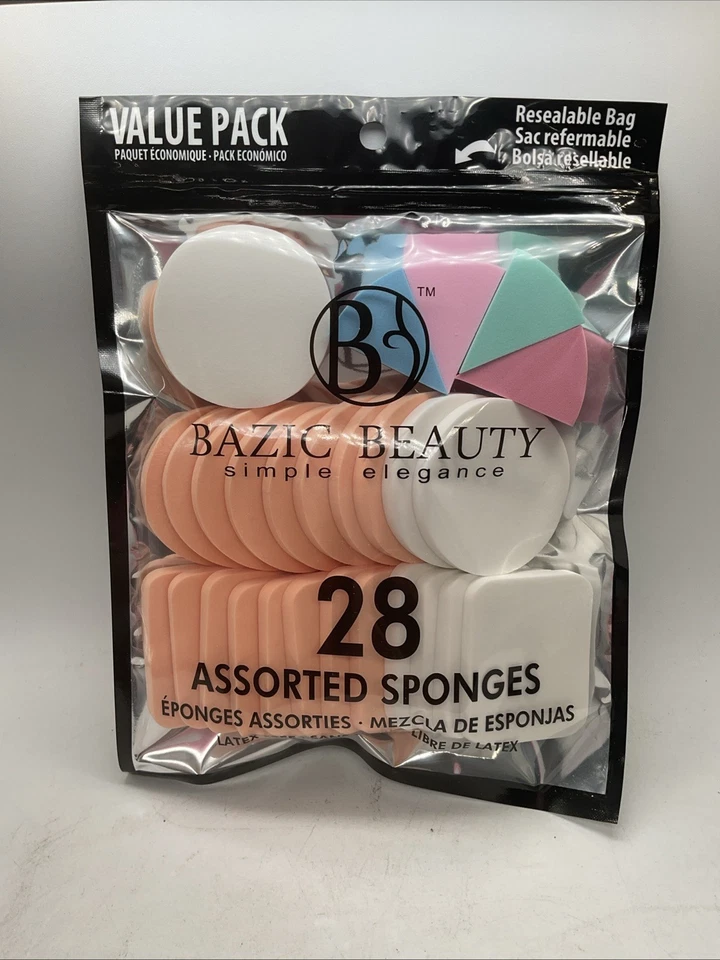 VALUE PACK
PAQUET ÉCONOMIQUE · PACK ECONÓMICO
Resealable Bag
Sac refermable
Bolsa resellable
B
TM
BAZIC BEAUTY
simple elegance
28
ASSORTED SPONGES
ÉPONGES ASSORTIES · MEZCLA DE ESPONJAS
LATEX LIBRE DE LATEX